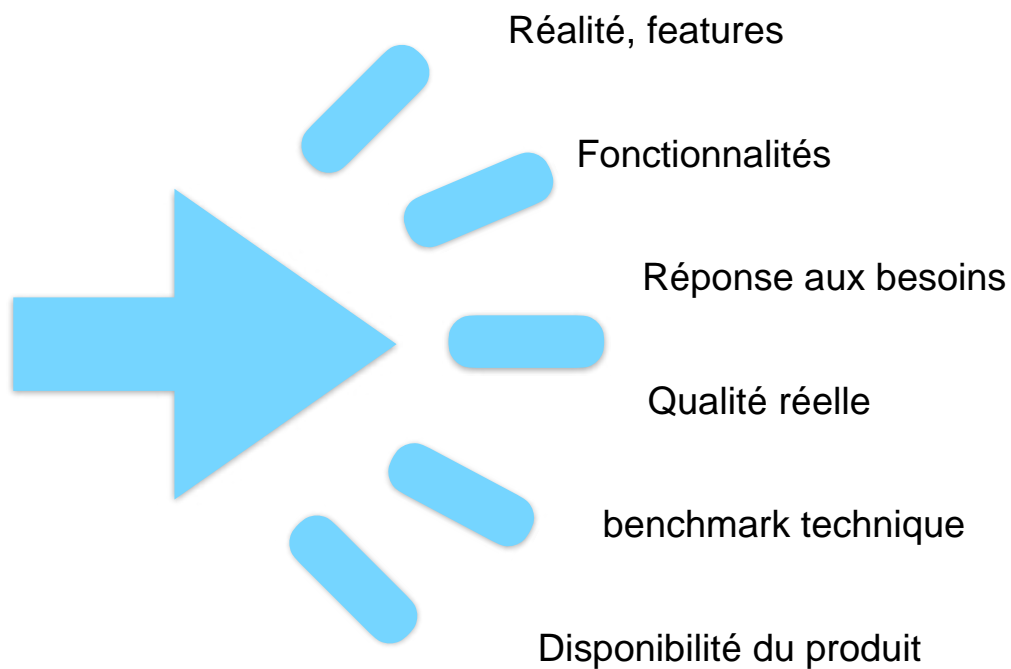 Réalité, features
Fonctionnalités
Réponse aux besoins
Qualité réelle
benchmark technique
Disponibilité du produit